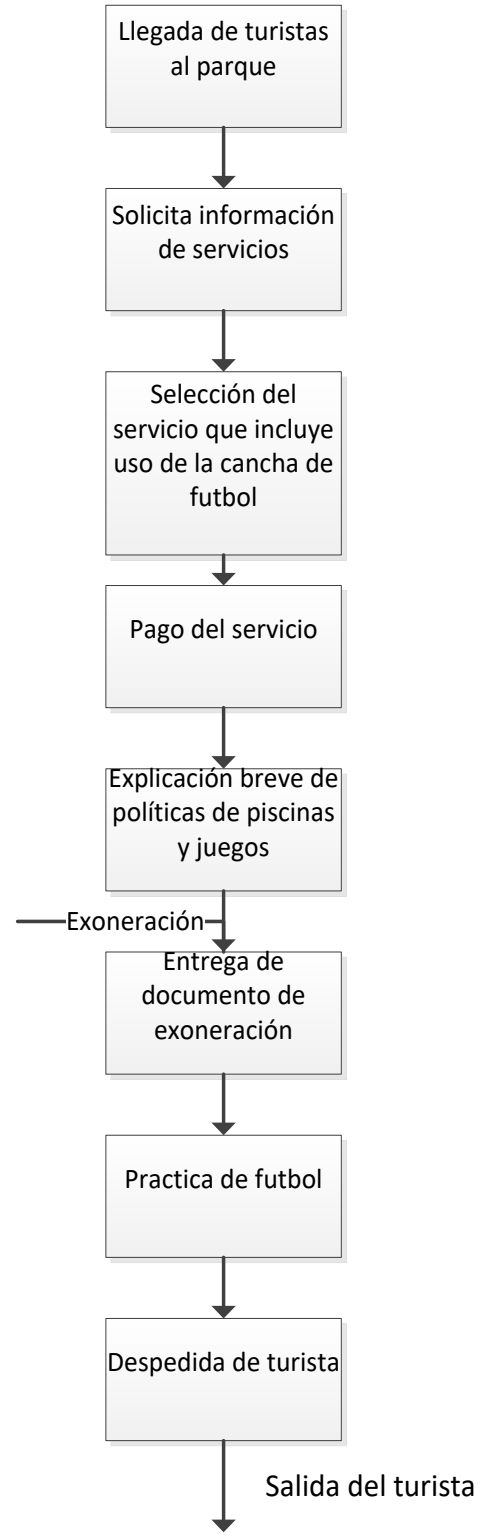 Llegada de turistas
al parque
Solicita información
de servicios
Selección del
servicio que incluye
uso de la cancha de
futbol
Pago del servicio
Explicación breve de
políticas de piscinas
y juegos
Exoneración
Entrega de
documento de
exoneración
Practica de futbol
Despedida de turista
Salida del turista